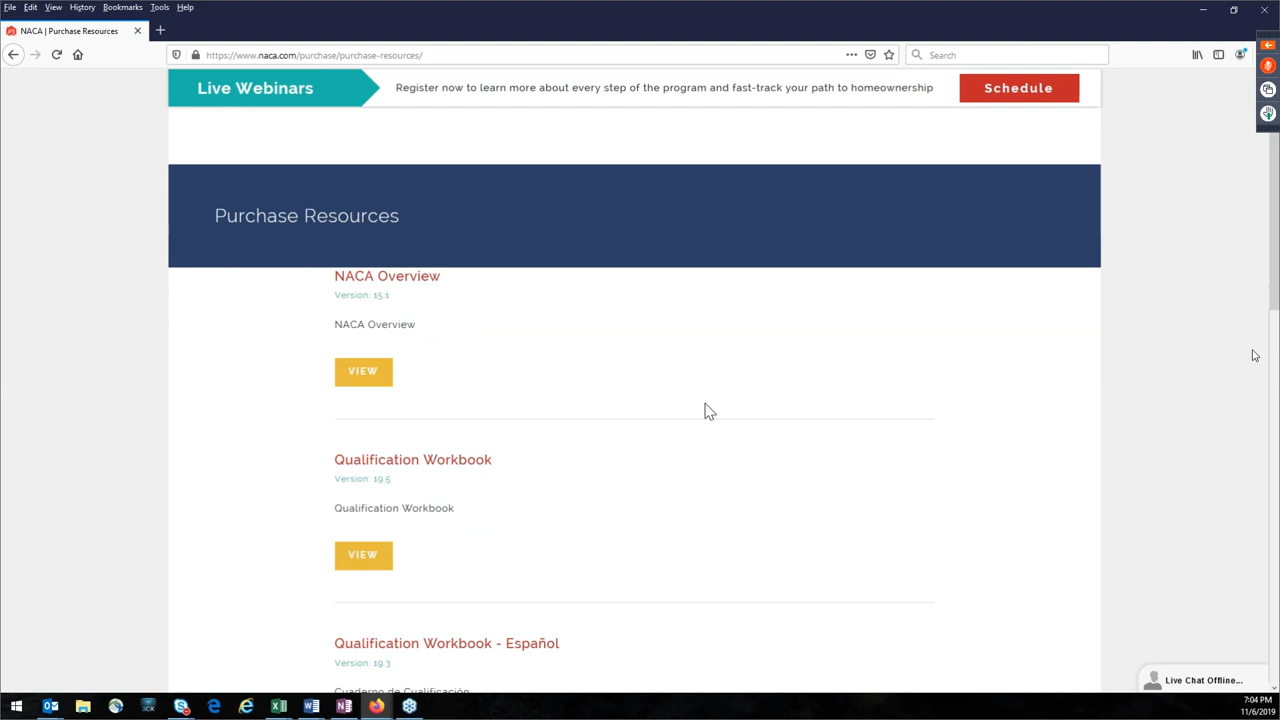 File Edit View History Bookmarks Tools Help
NACA | Purchase Resources
https://www.naca.com/purchase/purchase-resources/
Search
Live Webinars
Register now to learn more about every step of the program and fast-track your path to homeownership
Schedule
Purchase Resources
NACA Overview
Version: 15.1
NACA Overview
VIEW
Qualification Workbook
Version: 19.5
Qualification Workbook
VIEW
Qualification Workbook - Español
Version: 19.3
Cuaderno de Cualificación
Live Chat Offline...
7:04 PM
11/6/2019